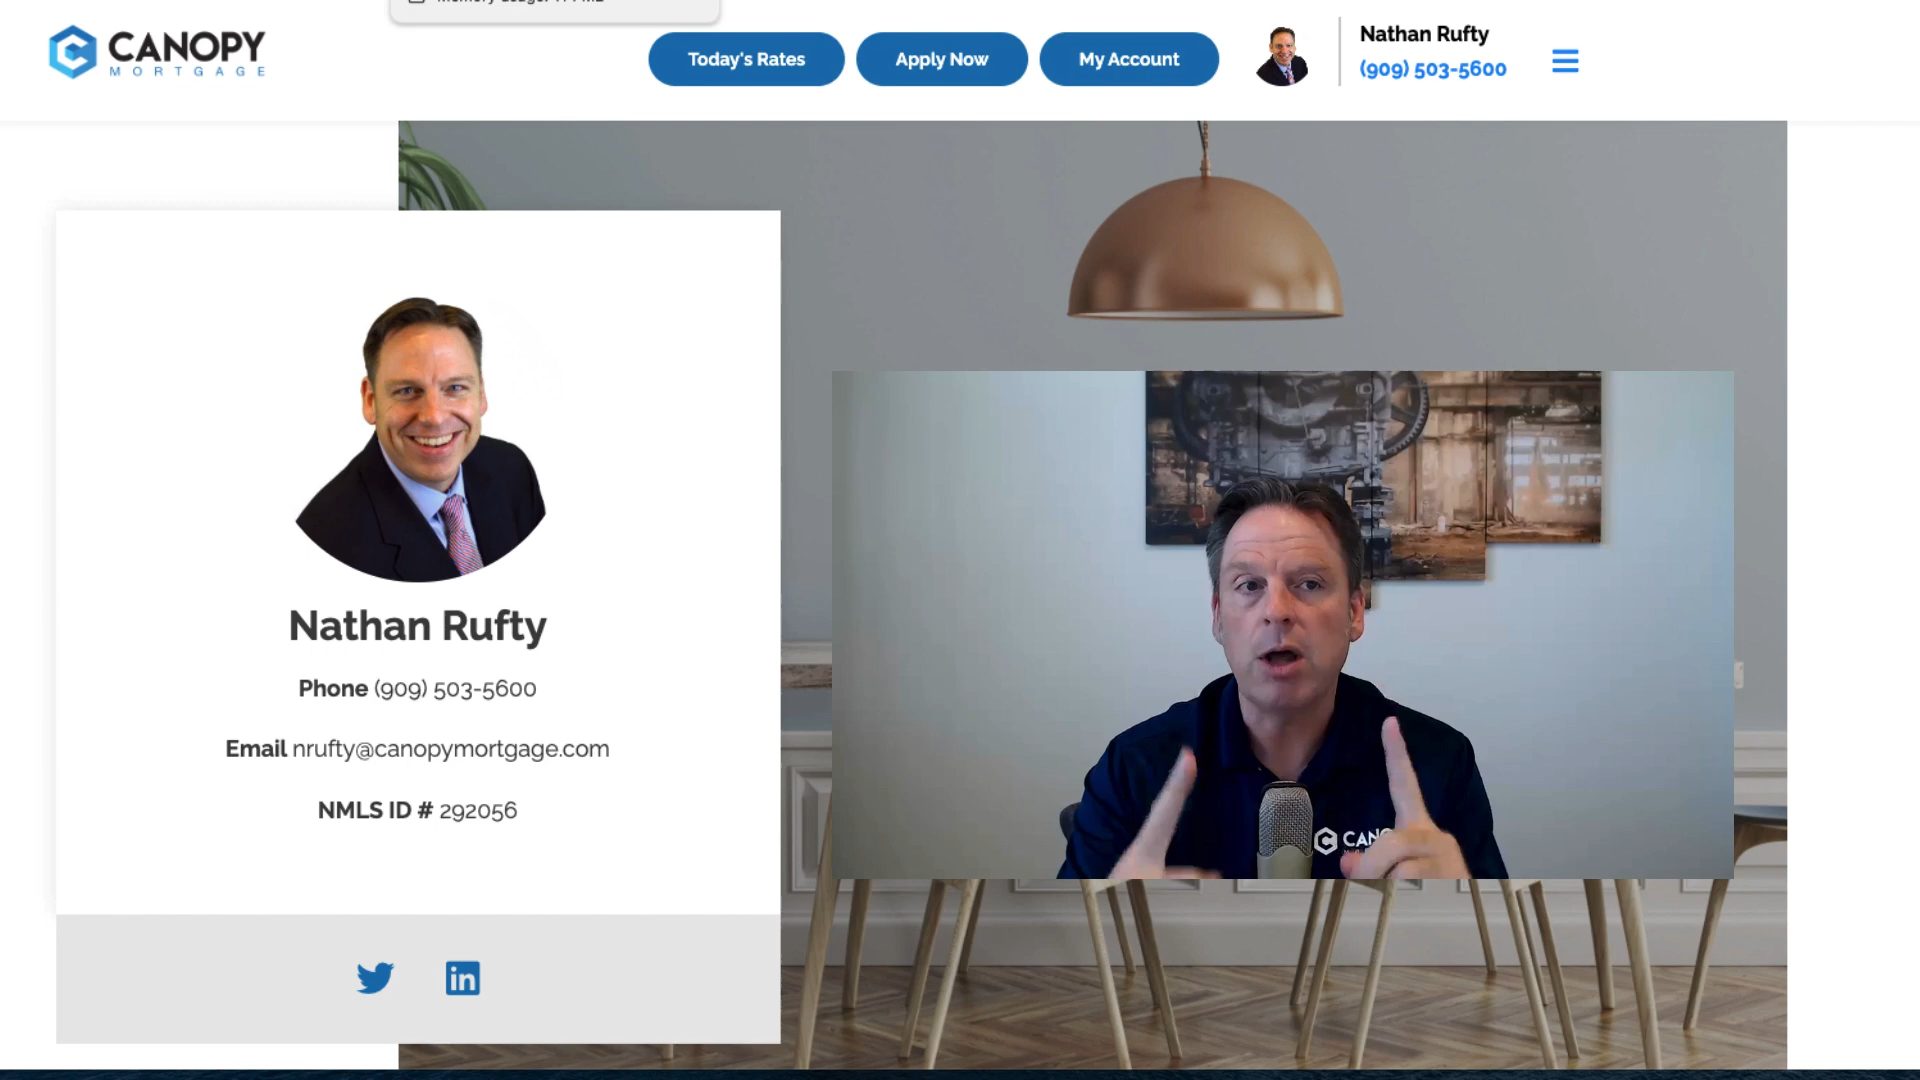 CANOPY
MORTGAGE
Today's Rates
Apply Now
My Account
Nathan Rufty
(909) 503-5600
Nathan Rufty
Phone (909) 503-5600
Email nrufty@canopymortgage.com
NMLS ID # 292056
in